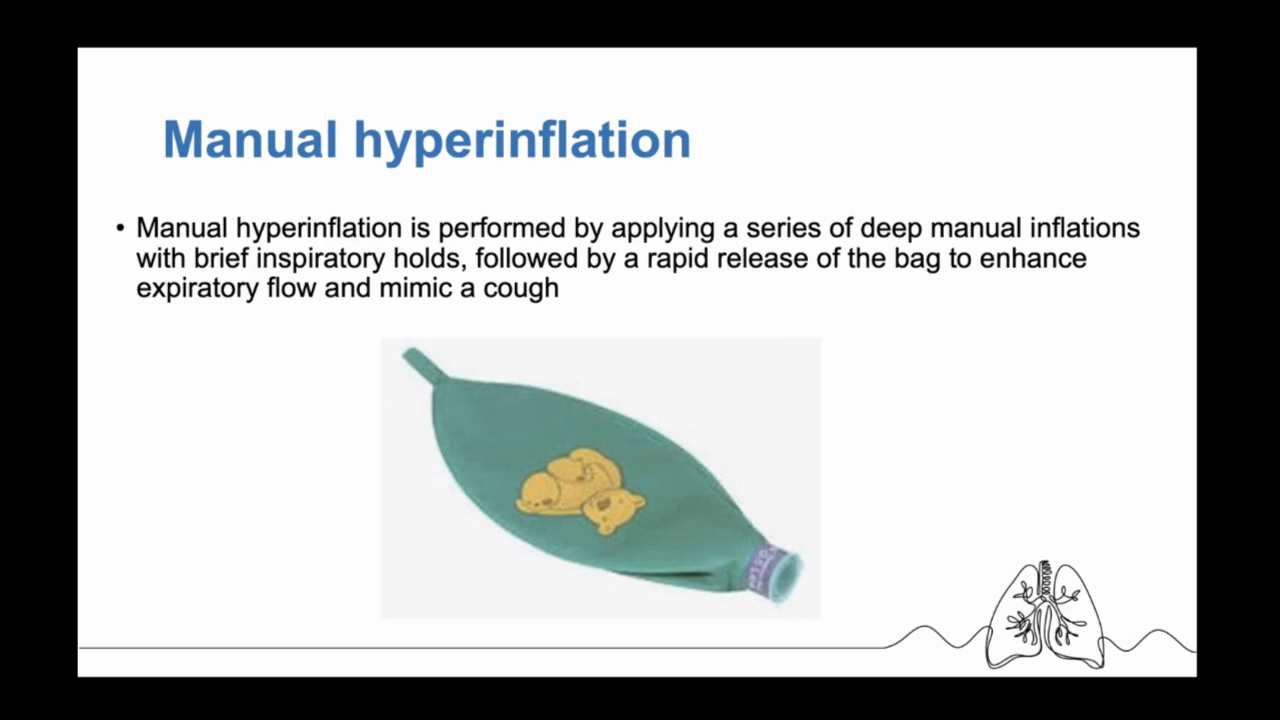 Manual hyperinflation
• Manual hyperinflation is performed by applying a series of deep manual inflations
with brief inspiratory holds, followed by a rapid release of the bag to enhance
expiratory flow and mimic a cough